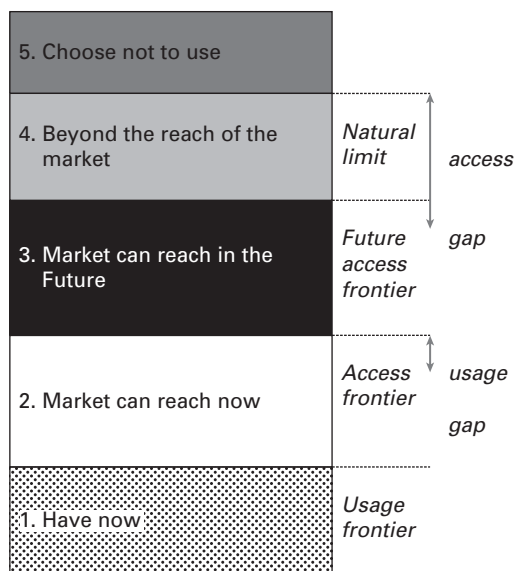 5. Choose not to use
4. Beyond the reach of the
market
Natural
limit
access
3. Market can reach in the
Future
Future
access
frontier
gap
2. Market can reach now
Access
frontier
usage
gap
1. Have now
Usage
frontier